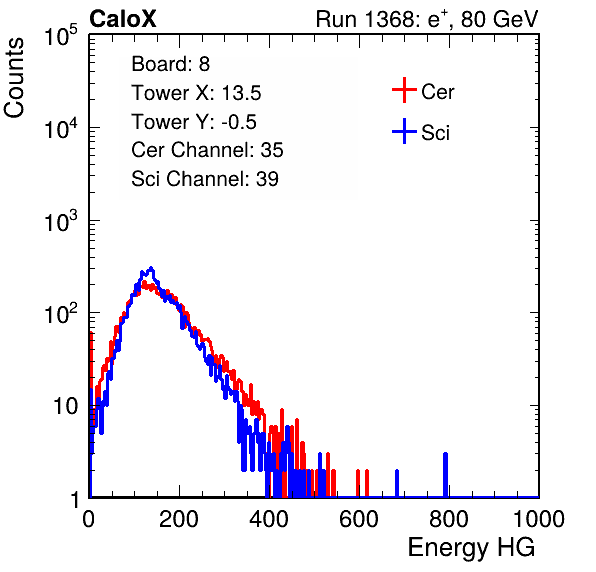 CaloX Run 1368: e⁺, 80 GeV
Counts
Board: 8
Tower X: 13.5
Tower Y: -0.5
Cer Channel: 35
Sci Channel: 39
Cer
Sci
10⁵
10⁴
10³
10²
10
1
0 200 400 600 800 1000
Energy HG